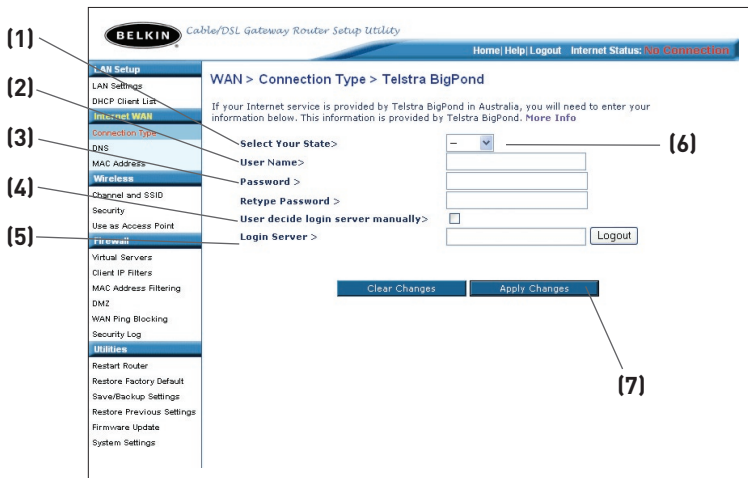 BELKIN
Cable/DSL Gateway Router Setup Utility
Home| Help| Logout Internet Status: No Connection
LAN Setup
LAN Settings
DHCP Client List
Internet WAN
Connection Type
DNS
MAC Address
Wireless
Channel and SSID
Security
Use as Access Point
Firewall
Virtual Servers
Client IP Filters
MAC Address Filtering
DMZ
WAN Ping Blocking
Security Log
Utilities
Restart Router
Restore Factory Default
Save/Backup Settings
Restore Previous Settings
Firmware Update
System Settings
WAN > Connection Type > Telstra BigPond
If your Internet service is provided by Telstra BigPond in Australia, you will need to enter your
information below. This information is provided by Telstra BigPond. More Info
Select Your State>
–
User Name>
Password >
Retype Password >
User decide login server manually>
Login Server >
Logout
Clear Changes
Apply Changes
(1)
(2)
(3)
(4)
(5)
(6)
(7)